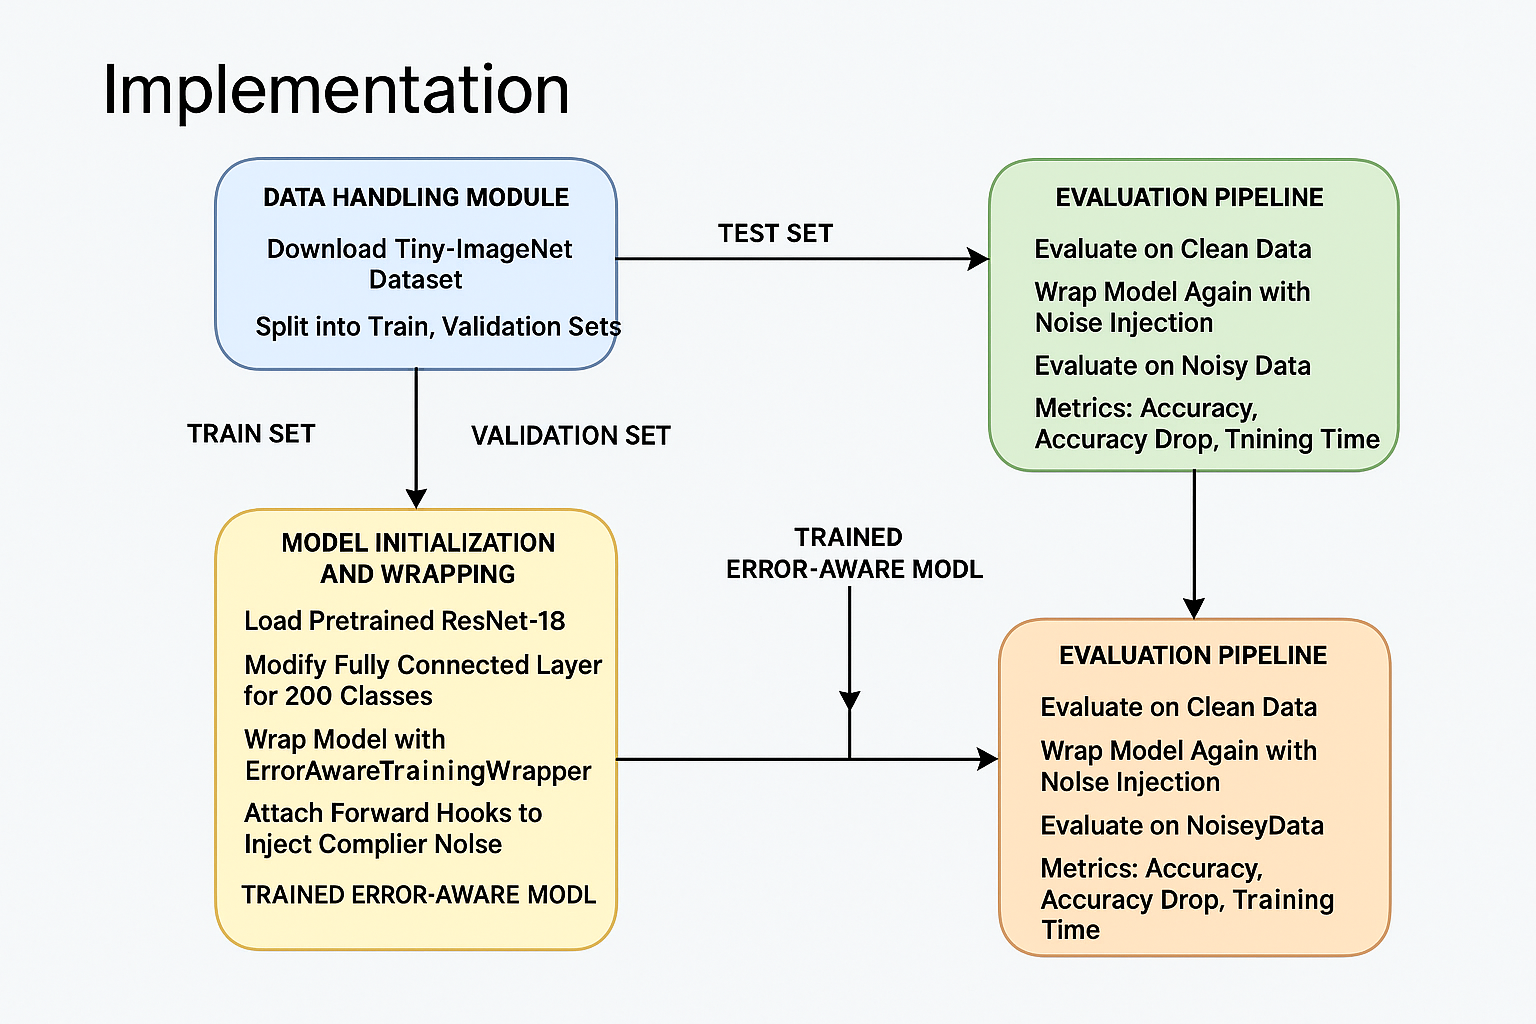 Implementation
DATA HANDLING MODULE
Download Tiny-ImageNet
Dataset
Split into Train, Validation Sets
TEST SET
EVALUATION PIPELINE
Evaluate on Clean Data
Wrap Model Again with
Noise Injection
Evaluate on Noisy Data
Metrics: Accuracy,
Accuracy Drop, Tnining Time
TRAIN SET
VALIDATION SET
MODEL INITIALIZATION
AND WRAPPING
Load Pretrained ResNet-18
Modify Fully Connected Layer
for 200 Classes
Wrap Model with
ErrorAwareTrainingWrapper
Attach Forward Hooks to
Inject Complier Nolse
TRAINED ERROR-AWARE MODL
TRAINED
ERROR-AWARE MODL
EVALUATION PIPELINE
Evaluate on Clean Data
Wrap Model Again with
Nolse Injection
Evaluate on NoiseyData
Metrics: Accuracy,
Accuracy Drop, Training
Time